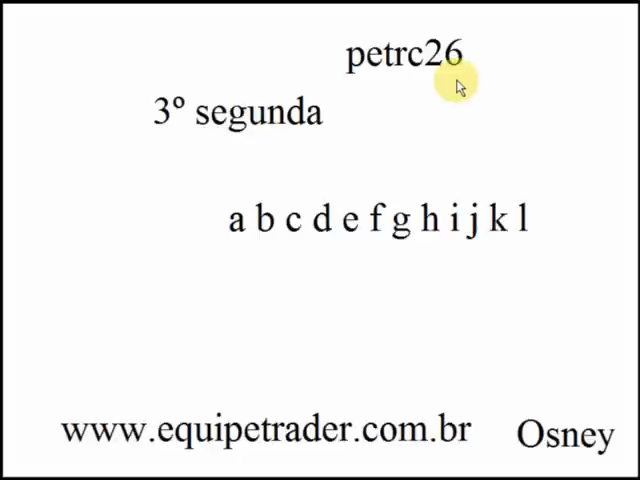 petrc26
3º segunda
a b c d e f g h i j k l
www.equipetrader.com.br
Osney